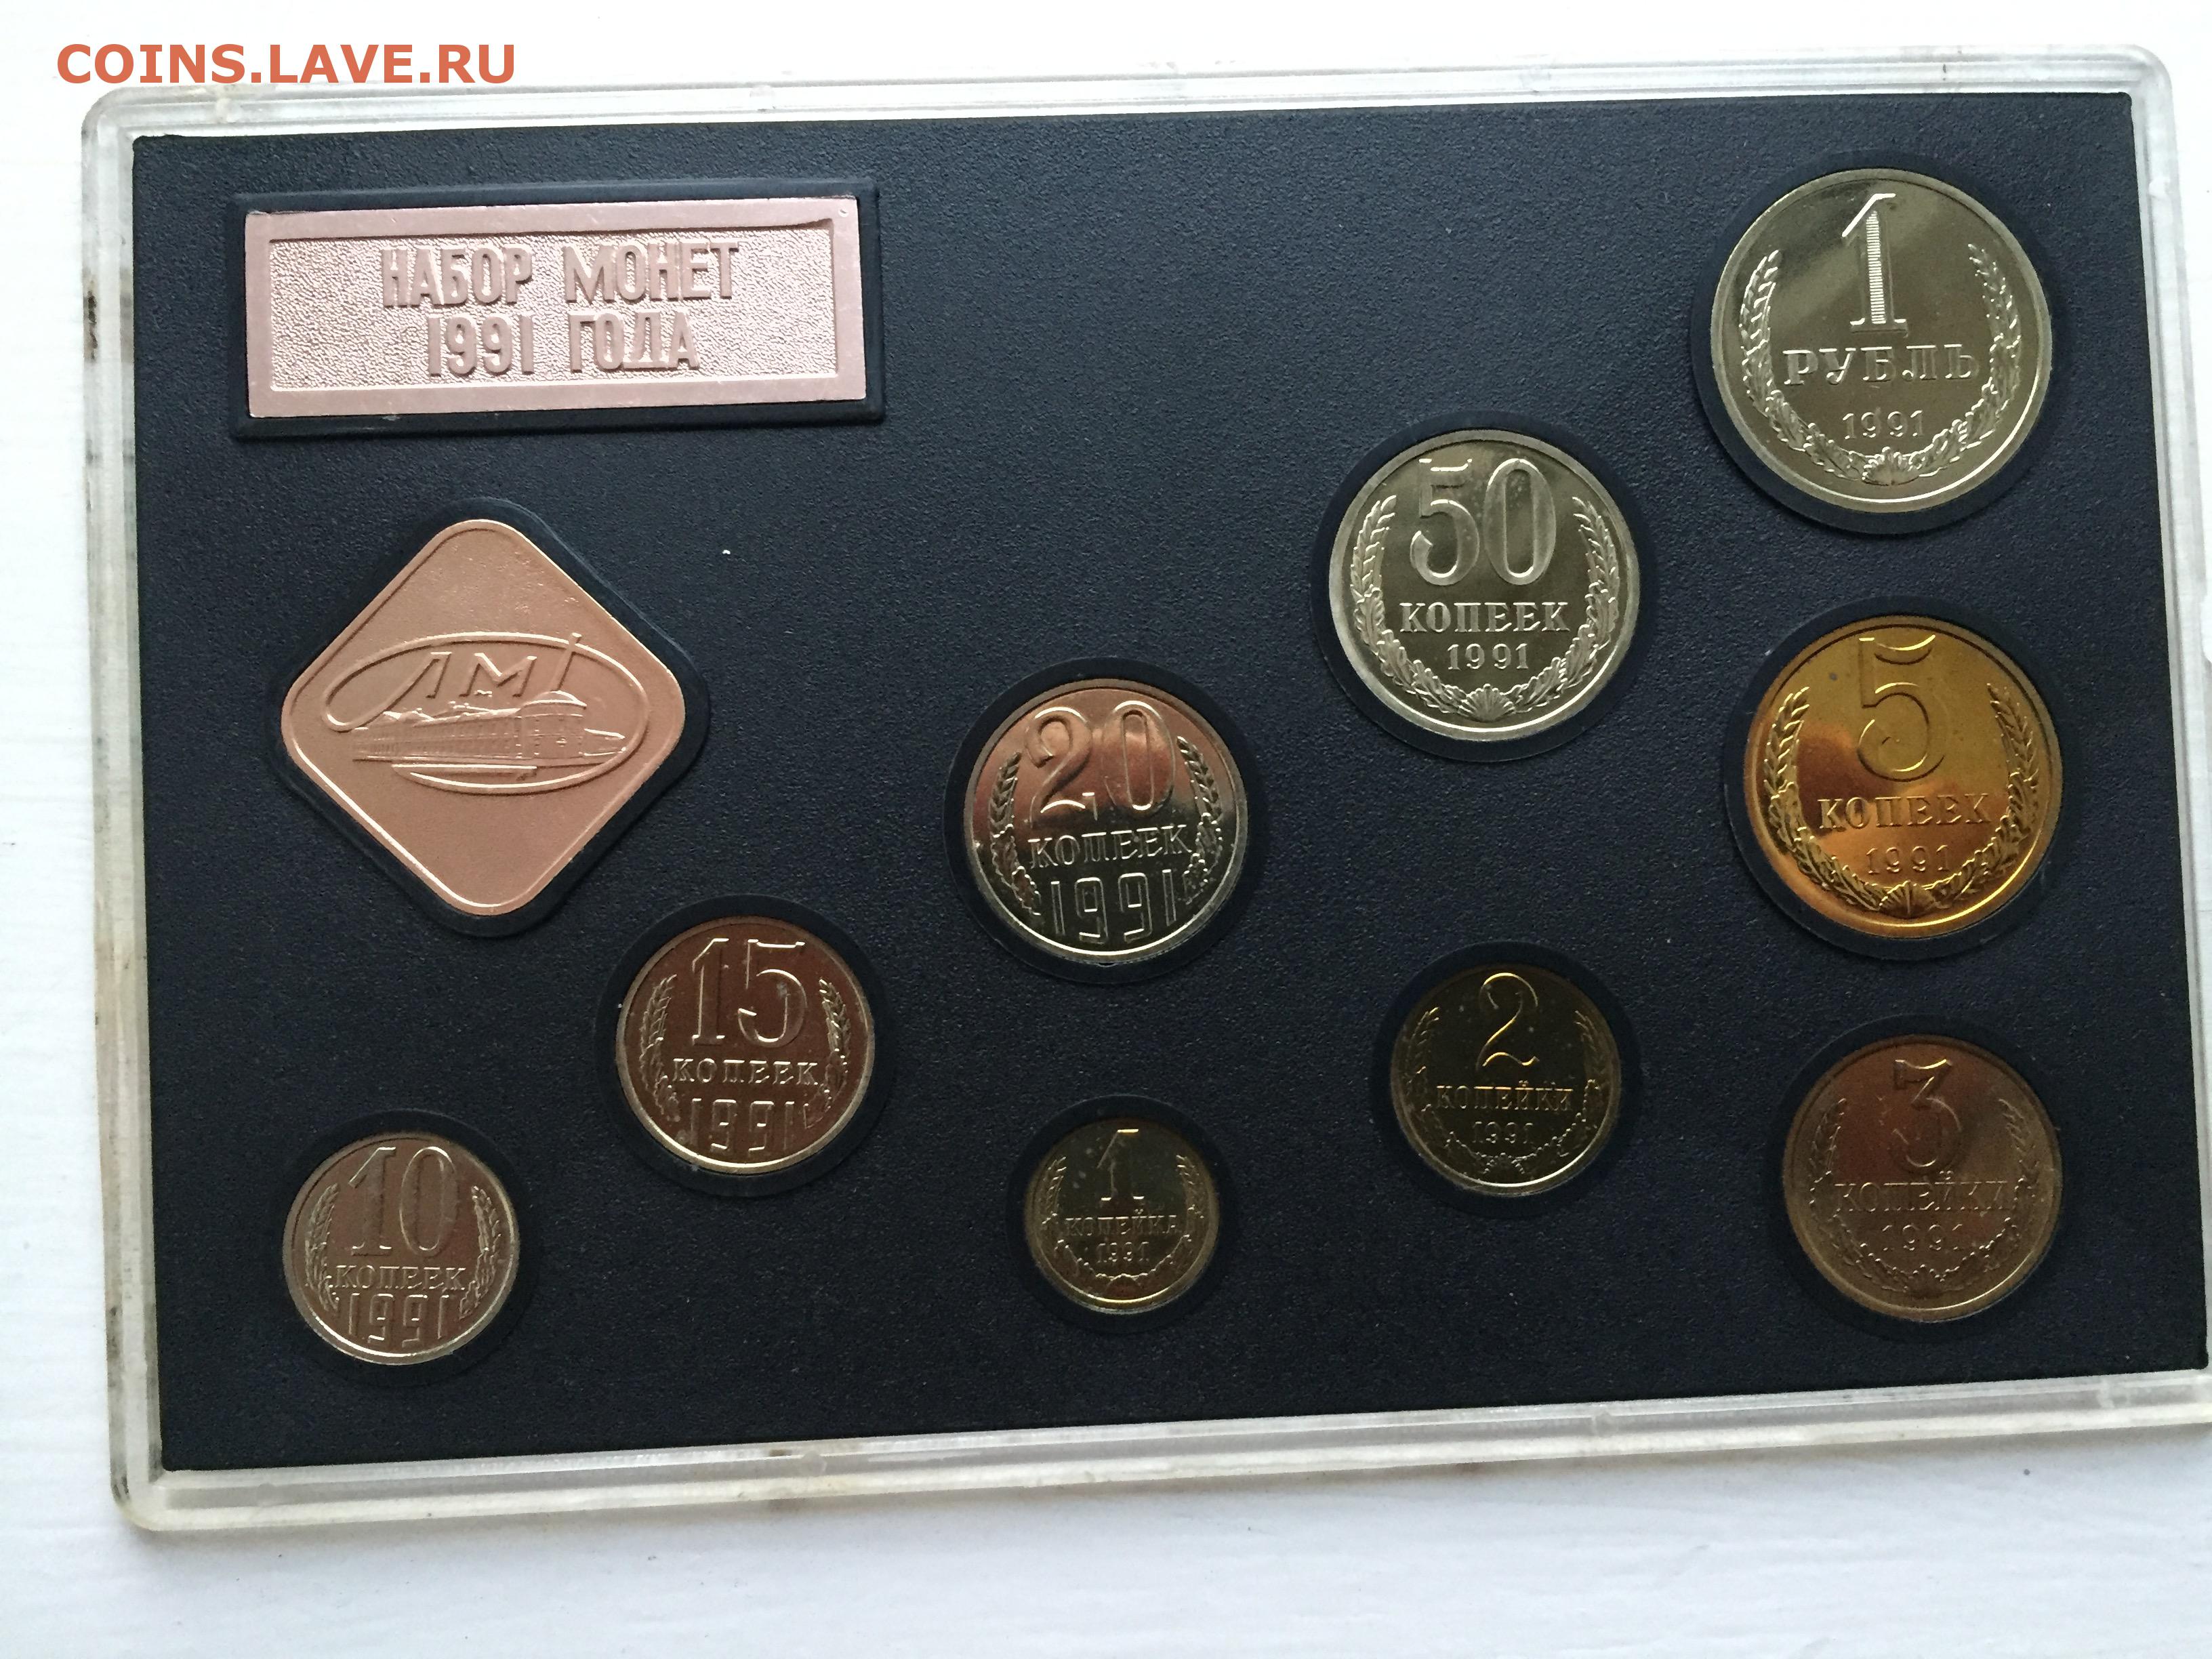 COINS.LAVE.RU
НАБОР МОНЕТ
1991 ГОДА
1
РУБЛЬ
1991
50
КОПЕЕК
1991
5
КОПЕЕК
1991
ЛМД
20
КОПЕЕК
1991
15
КОПЕЕК
1991
2
КОПЕЙКИ
1991
3
КОПЕЙКИ
1991
10
КОПЕЕК
1991
1
КОПЕЙКА
1991